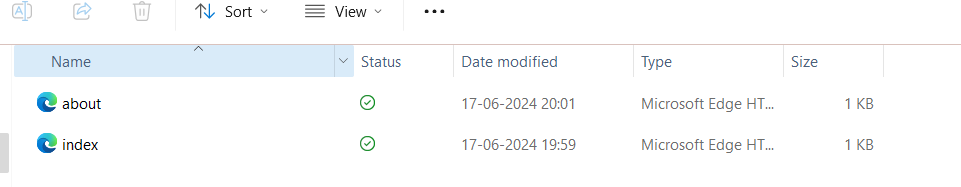 Sort View
Name Status Date modified Type Size
about 17-06-2024 20:01 Microsoft Edge HT... 1 KB
index 17-06-2024 19:59 Microsoft Edge HT... 1 KB